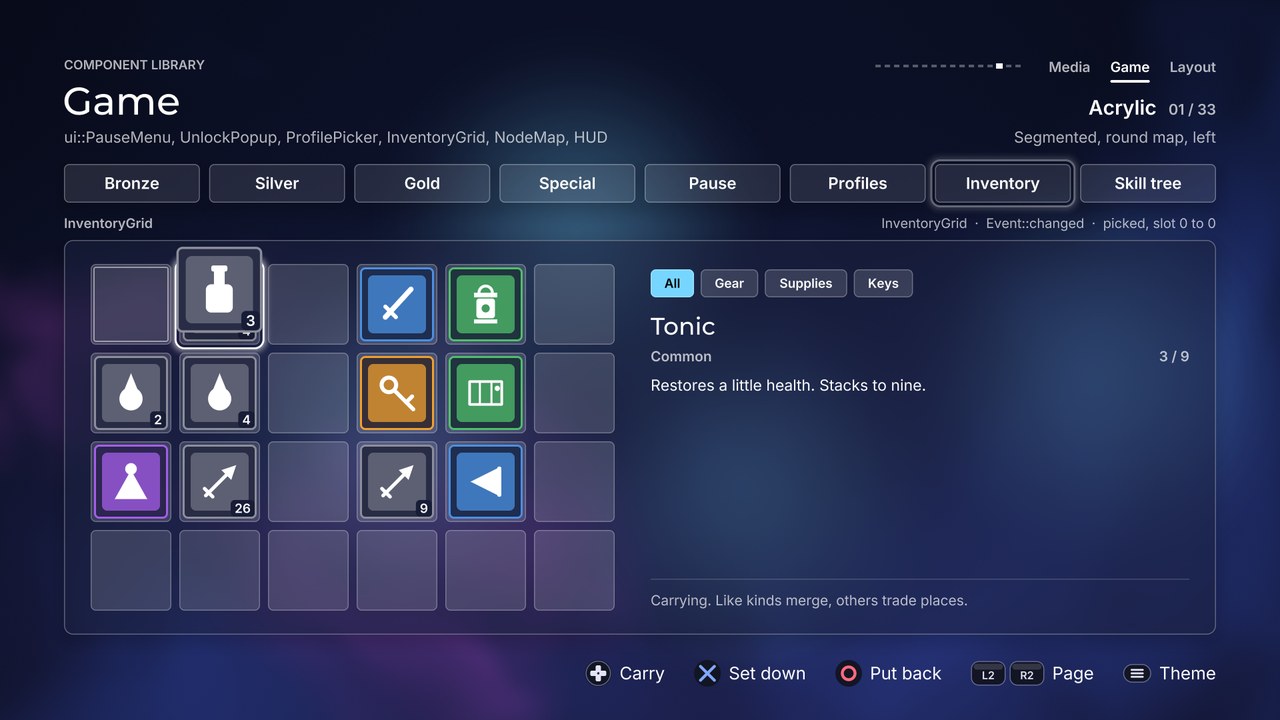 COMPONENT LIBRARY
Media Game Layout
Game
Acrylic 01 / 33
ui::PauseMenu, UnlockPopup, ProfilePicker, InventoryGrid, NodeMap, HUD
Segmented, round map, left
Bronze Silver Gold Special Pause Profiles Inventory Skill tree
InventoryGrid
InventoryGrid · Event::changed · picked, slot 0 to 0
3
All Gear Supplies Keys
Tonic
Common 3 / 9
Restores a little health. Stacks to nine.
2 4
26 9
Carrying. Like kinds merge, others trade places.
Carry Set down Put back L2 R2 Page Theme